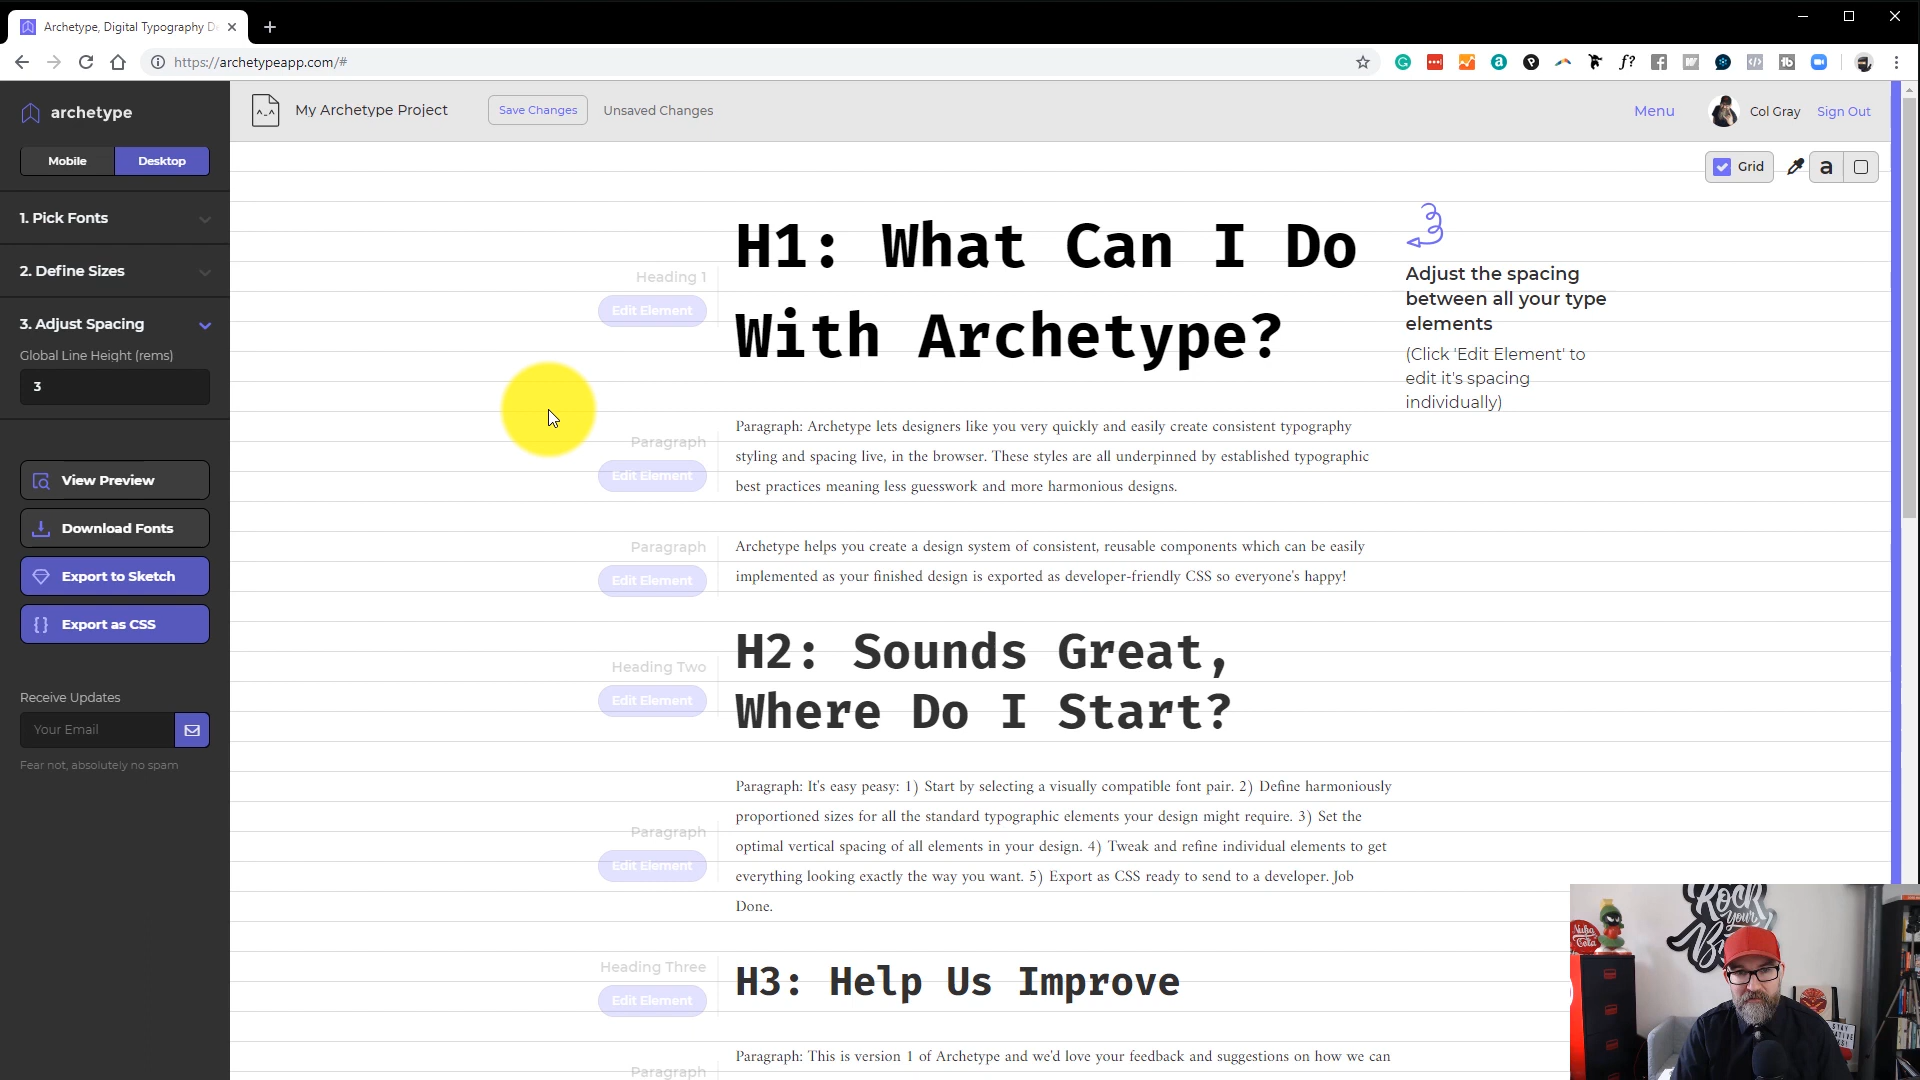 Archetype, Digital Typography De
https://archetypeapp.com/#
archetype
Mobile
Desktop
1. Pick Fonts
2. Define Sizes
3. Adjust Spacing
Global Line Height (rems)
3
View Preview
Download Fonts
Export to Sketch
Export as CSS
Receive Updates
Your Email
Fear not, absolutely no spam
My Archetype Project
Save Changes
Unsaved Changes
Menu
Col Gray
Sign Out
Grid
a
Heading 1
Edit Element
H1: What Can I Do
With Archetype?
Adjust the spacing
between all your type
elements
(Click 'Edit Element' to
edit it's spacing
individually)
Paragraph
Edit Element
Paragraph: Archetype lets designers like you very quickly and easily create consistent typography
styling and spacing live, in the browser. These styles are all underpinned by established typographic
best practices meaning less guesswork and more harmonious designs.
Paragraph
Edit Element
Archetype helps you create a design system of consistent, reusable components which can be easily
implemented as your finished design is exported as developer-friendly CSS so everyone's happy!
Heading Two
Edit Element
H2: Sounds Great,
Where Do I Start?
Paragraph
Edit Element
Paragraph: It's easy peasy: 1) Start by selecting a visually compatible font pair. 2) Define harmoniously
proportioned sizes for all the standard typographic elements your design might require. 3) Set the
optimal vertical spacing of all elements in your design. 4) Tweak and refine individual elements to get
everything looking exactly the way you want. 5) Export as CSS ready to send to a developer. Job
Done.
Heading Three
Edit Element
H3: Help Us Improve
Paragraph
Paragraph: This is version 1 of Archetype and we'd love your feedback and suggestions on how we can
Rock
your
Nuka
Cola